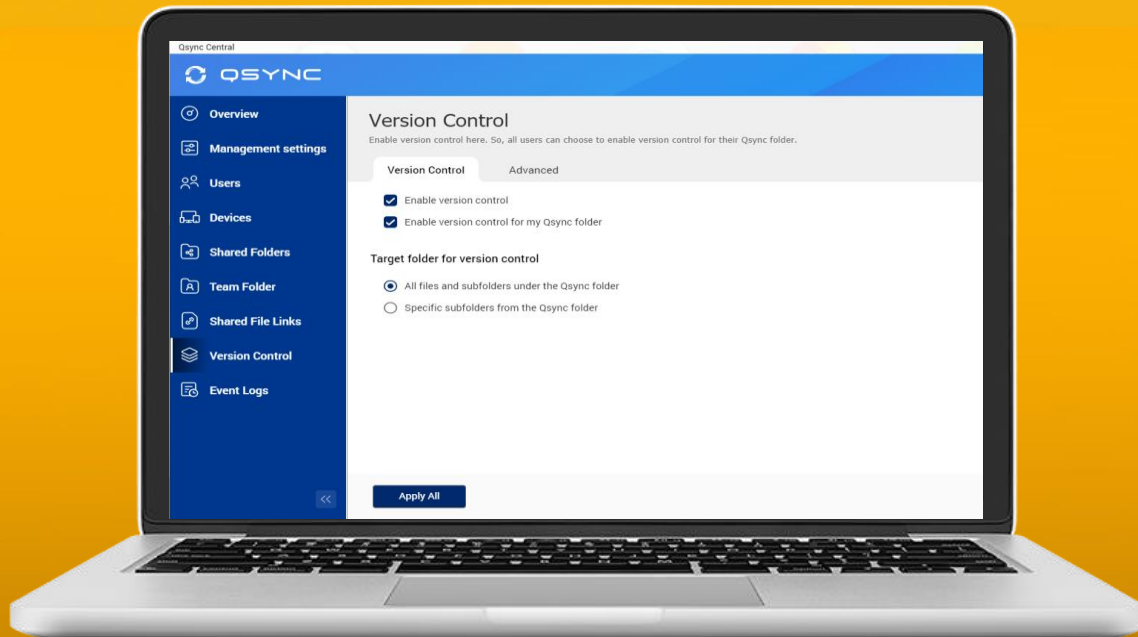 Qsync Central
QSYNC
Overview
Management settings
Users
Devices
Shared Folders
Team Folder
Shared File Links
Version Control
Event Logs
Version Control
Enable version control here. So, all users can choose to enable version control for their Qsync folder.
Version Control
Advanced
Enable version control
Enable version control for my Qsync folder
Target folder for version control
All files and subfolders under the Qsync folder
Specific subfolders from the Qsync folder
Apply All